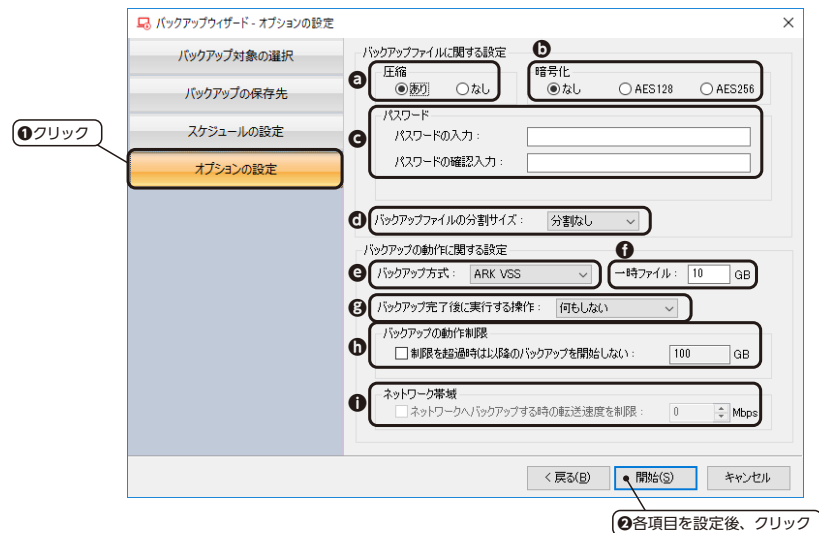 バックアップウィザード - オプションの設定
バックアップ対象の選択
バックアップの保存先
スケジュールの設定
オプションの設定
❶クリック
バックアップファイルに関する設定
ⓐ
圧縮
あり なし
ⓑ
暗号化
なし AES128 AES256
ⓒ
パスワード
パスワードの入力：
パスワードの確認入力：
ⓓ
バックアップファイルの分割サイズ： 分割なし
バックアップの動作に関する設定
ⓔ
バックアップ方式： ARK VSS
ⓕ
一時ファイル： 10 GB
ⓖ
バックアップ完了後に実行する操作： 何もしない
ⓗ
バックアップの動作制限
制限を超過時は以降のバックアップを開始しない： 100 GB
ⓘ
ネットワーク帯域
ネットワークへバックアップする時の転送速度を制限： 0 Mbps
< 戻る(B) 開始(S) キャンセル
❷各項目を設定後、クリック